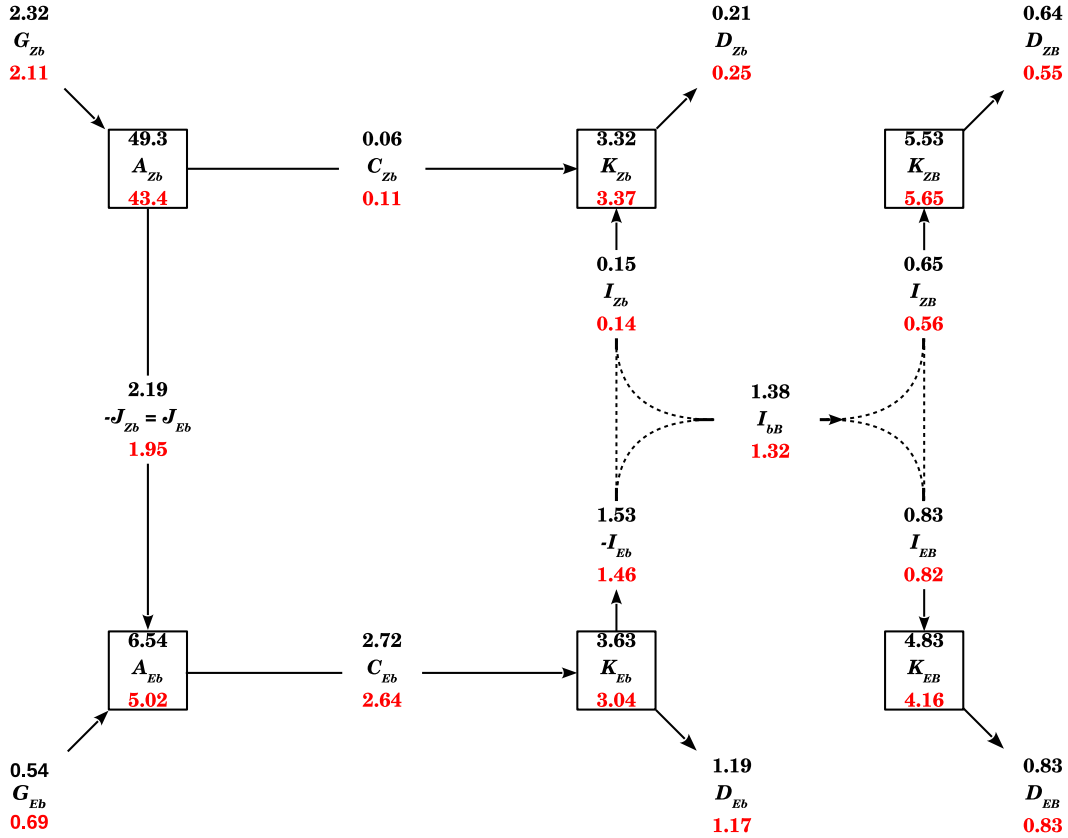 2.32
G_Zb
2.11
0.21
D_Zb
0.25
0.64
D_ZB
0.55
49.3
A_Zb
43.4
0.06
C_Zb
0.11
3.32
K_Zb
3.37
5.53
K_ZB
5.65
0.15
I_Zb
0.14
0.65
I_ZB
0.56
2.19
-J_Zb = J_Eb
1.95
1.38
I_bB
1.32
1.53
-I_Eb
1.46
0.83
I_EB
0.82
6.54
A_Eb
5.02
2.72
C_Eb
2.64
3.63
K_Eb
3.04
4.83
K_EB
4.16
0.54
G_Eb
0.69
1.19
D_Eb
1.17
0.83
D_EB
0.83